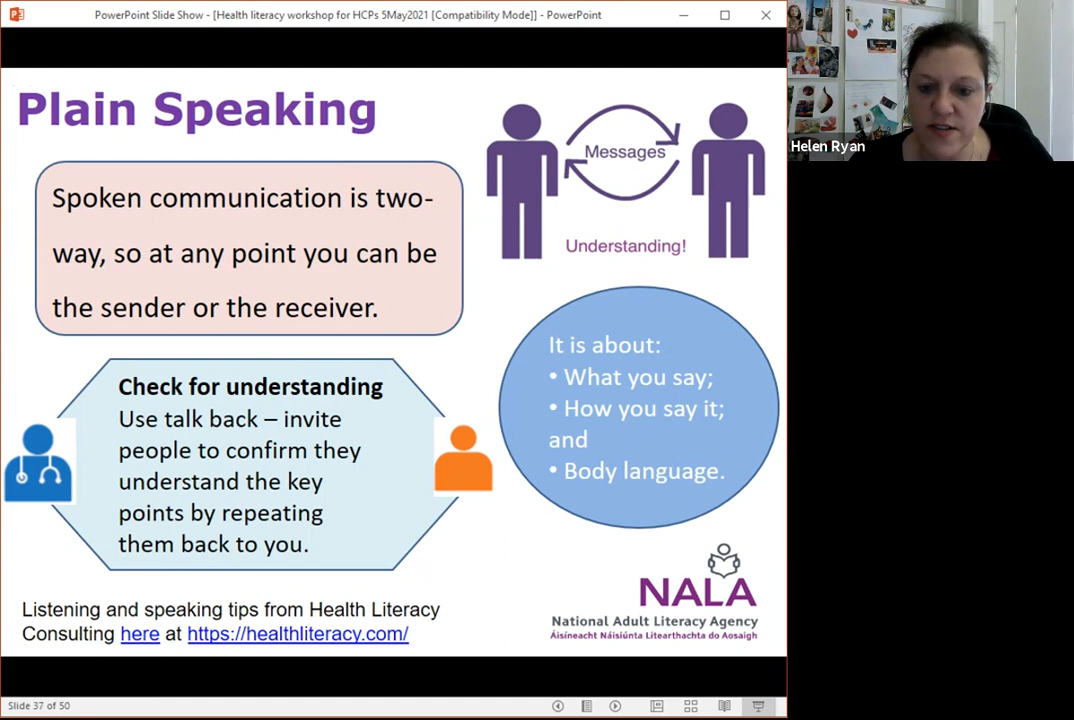 PowerPoint Slide Show - [Health literacy workshop for HCPs 5May2021 [Compatibility Mode]] - PowerPoint
Helen Ryan
Plain Speaking
Messages
Understanding!
Spoken communication is two-
way, so at any point you can be
the sender or the receiver.
It is about:
• What you say;
• How you say it;
and
• Body language.
Check for understanding
Use talk back – invite
people to confirm they
understand the key
points by repeating
them back to you.
NALA
National Adult Literacy Agency
Áisíneacht Náisiúnta Litearthachta do Aosaigh
Listening and speaking tips from Health Literacy
Consulting here at https://healthliteracy.com/
Slide 37 of 50